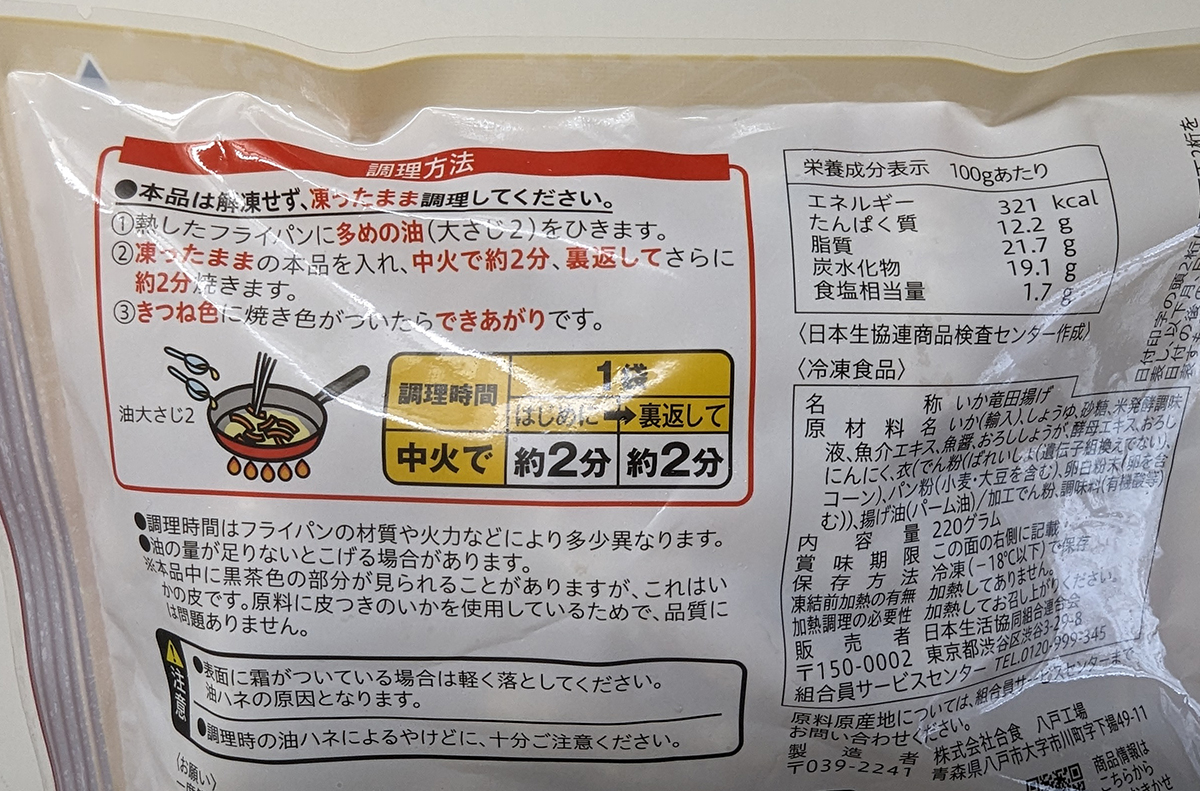 調理方法
●本品は解凍せず、凍ったまま調理してください。
①熱したフライパンに多めの油(大さじ2)をひきます。
②凍ったままの本品を入れ、中火で約2分、裏返してさらに
約2分焼きます。
③きつね色に焼き色がついたらできあがりです。
油大さじ2
調理時間
1袋
はじめに➡裏返して
中火で 約2分 約2分
●調理時間はフライパンの材質や火力などにより多少異なります。
●油の量が足りないとこげる場合があります。
※本品中に黒茶色の部分が見られることがありますが、これはい
かの皮です。原料に皮つきのいかを使用しているためで、品質に
は問題ありません。
注意
●表面に霜がついている場合は軽く落としてください。
油ハネの原因となります。
●調理時の油ハネによるやけどに、十分ご注意ください。
〈お願い〉
栄養成分表示 100gあたり
エネルギー 321 kcal
たんぱく質 12.2 g
脂質 21.7 g
炭水化物 19.1 g
食塩相当量 1.7 g
〈日本生協連商品検査センター作成〉
〈冷凍食品〉
名称 いか竜田揚げ
原材料名 いか(輸入)、しょうゆ、砂糖、米発酵調味
液、魚介エキス、魚醤、おろししょうが、酵母エキス、おろし
にんにく、衣(でん粉(ばれいしょ(遺伝子組換えでない)、
コーン)、パン粉(小麦・大豆を含む)、卵白粉末(卵を含
む))、揚げ油(パーム油)/加工でん粉、調味料(有機酸等)
内容量 220グラム
賞味期限 この面の右側に記載
保存方法 冷凍(−18℃以下)で保存
凍結前加熱の有無 加熱してありません。
加熱調理の必要性 加熱してお召し上がりください。
販売者 日本生活協同組合連合会
〒150-0002 東京都渋谷区渋谷3-29-8
組合員サービスセンター TEL.0120-999-345
原料原産地については、組合員サービスセンターまで
お問い合わせください。
製造者 株式会社合食 八戸工場
〒039-2241 青森県八戸市大字市川町字下揚49-11
商品情報は
こちらから